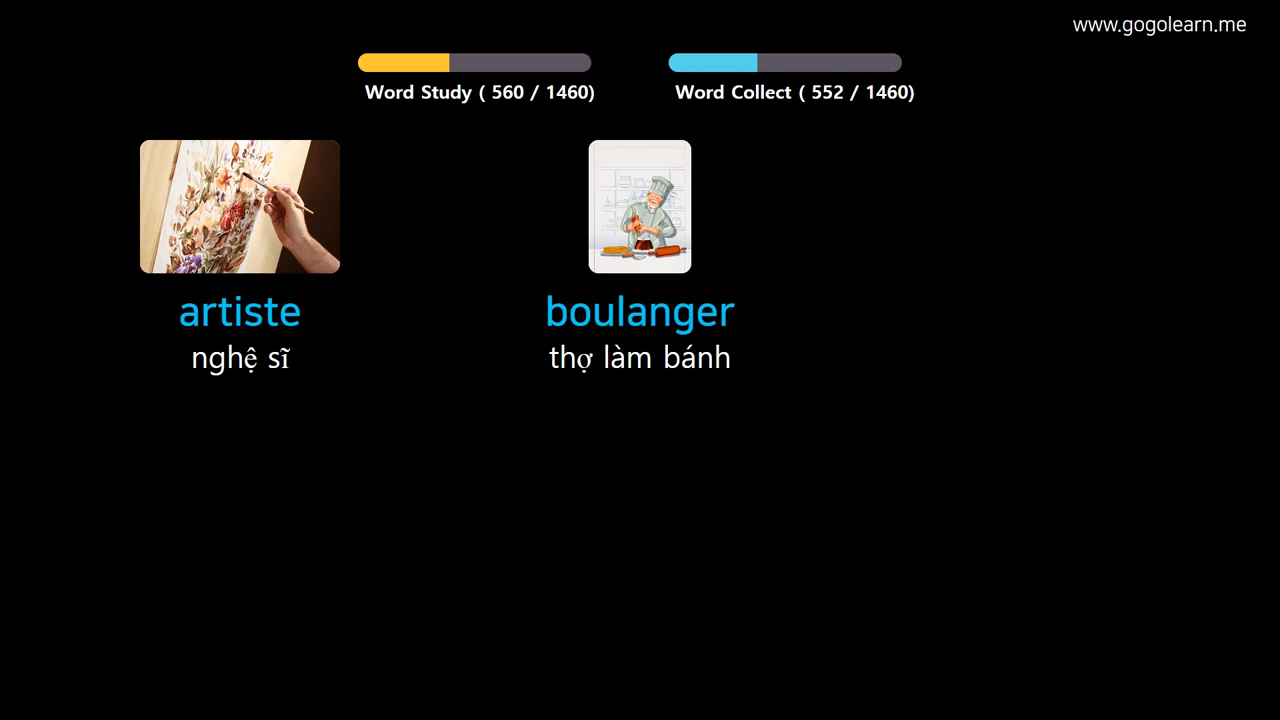 www.gogolearn.me
Word Study ( 560 / 1460)
Word Collect ( 552 / 1460)
artiste
nghệ sĩ
boulanger
thợ làm bánh